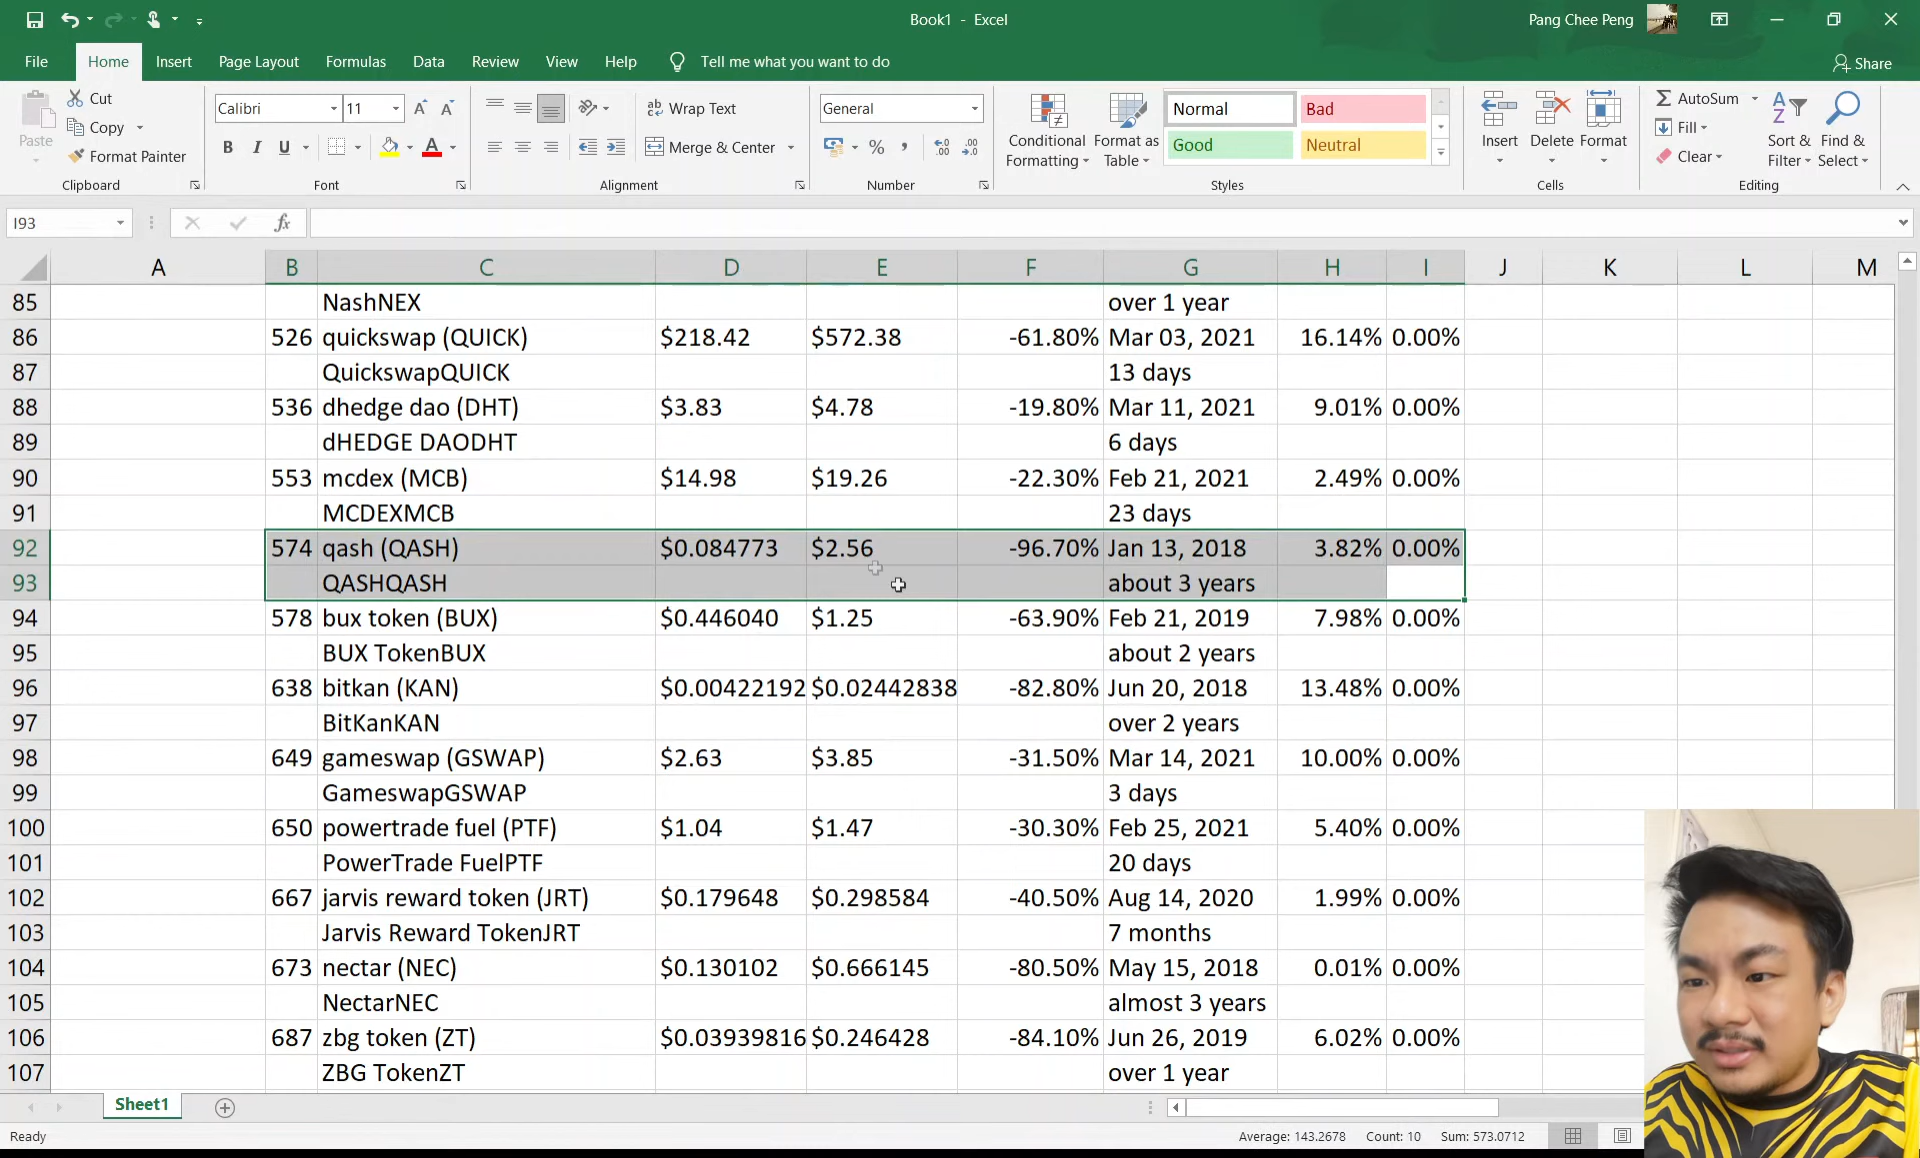 Book1 - Excel
Pang Chee Peng
File Home Insert Page Layout Formulas Data Review View Help Tell me what you want to do Share
Paste
Cut
Copy
Format Painter
Clipboard
Calibri 11
B I U A
Font
Wrap Text
Merge & Center
Alignment
General
% ,
Number
Conditional Formatting
Format as Table
Normal Bad
Good Neutral
Styles
Insert Delete Format
Cells
AutoSum
Fill
Clear
Sort & Filter
Find & Select
Editing
I93 fx
A B C D E F G H I J K L M
85 NashNEX over 1 year
86 526 quickswap (QUICK) $218.42 $572.38 -61.80% Mar 03, 2021 16.14% 0.00%
87 QuickswapQUICK 13 days
88 536 dhedge dao (DHT) $3.83 $4.78 -19.80% Mar 11, 2021 9.01% 0.00%
89 dHEDGE DAODHT 6 days
90 553 mcdex (MCB) $14.98 $19.26 -22.30% Feb 21, 2021 2.49% 0.00%
91 MCDEXMCB 23 days
92 574 qash (QASH) $0.084773 $2.56 -96.70% Jan 13, 2018 3.82% 0.00%
93 QASHQASH about 3 years
94 578 bux token (BUX) $0.446040 $1.25 -63.90% Feb 21, 2019 7.98% 0.00%
95 BUX TokenBUX about 2 years
96 638 bitkan (KAN) $0.00422192 $0.02442838 -82.80% Jun 20, 2018 13.48% 0.00%
97 BitKanKAN over 2 years
98 649 gameswap (GSWAP) $2.63 $3.85 -31.50% Mar 14, 2021 10.00% 0.00%
99 GameswapGSWAP 3 days
100 650 powertrade fuel (PTF) $1.04 $1.47 -30.30% Feb 25, 2021 5.40% 0.00%
101 PowerTrade FuelPTF 20 days
102 667 jarvis reward token (JRT) $0.179648 $0.298584 -40.50% Aug 14, 2020 1.99% 0.00%
103 Jarvis Reward TokenJRT 7 months
104 673 nectar (NEC) $0.130102 $0.666145 -80.50% May 15, 2018 0.01% 0.00%
105 NectarNEC almost 3 years
106 687 zbg token (ZT) $0.03939816 $0.246428 -84.10% Jun 26, 2019 6.02% 0.00%
107 ZBG TokenZT over 1 year
Sheet1
Ready Average: 143.2678 Count: 10 Sum: 573.0712